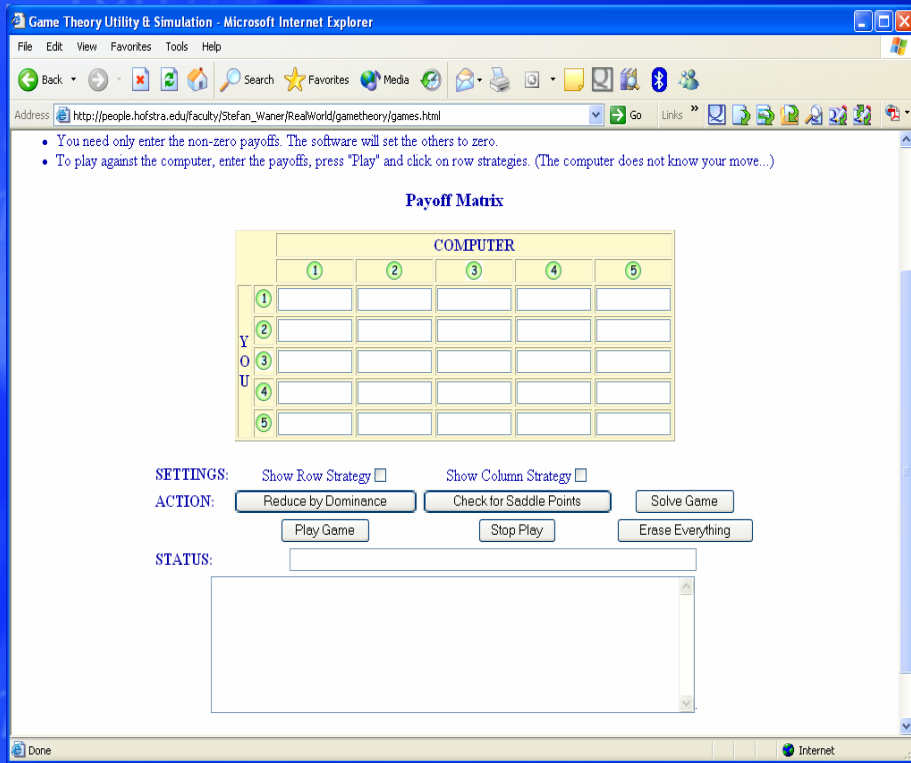 Game Theory Utility & Simulation - Microsoft Internet Explorer
File Edit View Favorites Tools Help
Back Search Favorites Media
Address http://people.hofstra.edu/faculty/Stefan_Waner/RealWorld/gametheory/games.html Go Links »
• You need only enter the non-zero payoffs. The software will set the others to zero.
• To play against the computer, enter the payoffs, press "Play" and click on row strategies. (The computer does not know your move...)
Payoff Matrix
COMPUTER
1 2 3 4 5
YOU
1
2
3
4
5
SETTINGS: Show Row Strategy Show Column Strategy
ACTION: Reduce by Dominance Check for Saddle Points Solve Game
Play Game Stop Play Erase Everything
STATUS:
Done Internet